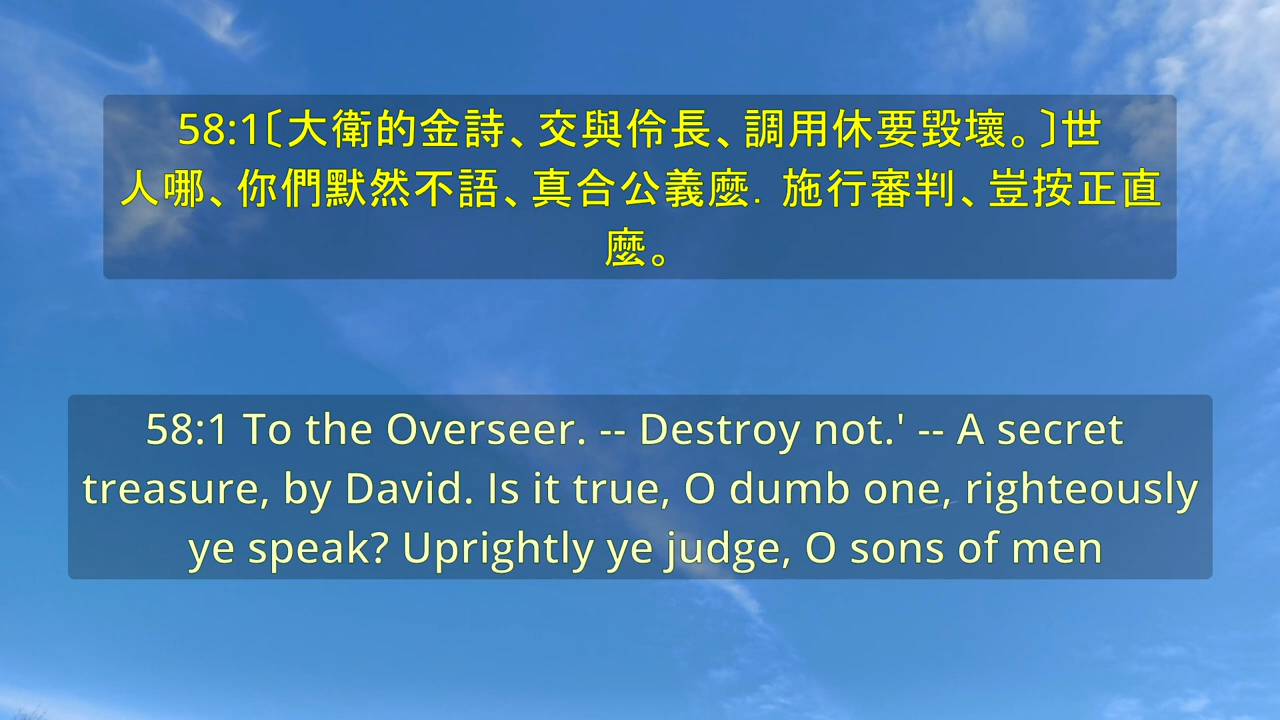 58:1〔大衛的金詩、交與伶長、調用休要毀壞。〕世
人哪、你們默然不語、真合公義麼．施行審判、豈按正直
麼。
58:1 To the Overseer. -- Destroy not.' -- A secret
treasure, by David. Is it true, O dumb one, righteously
ye speak? Uprightly ye judge, O sons of men